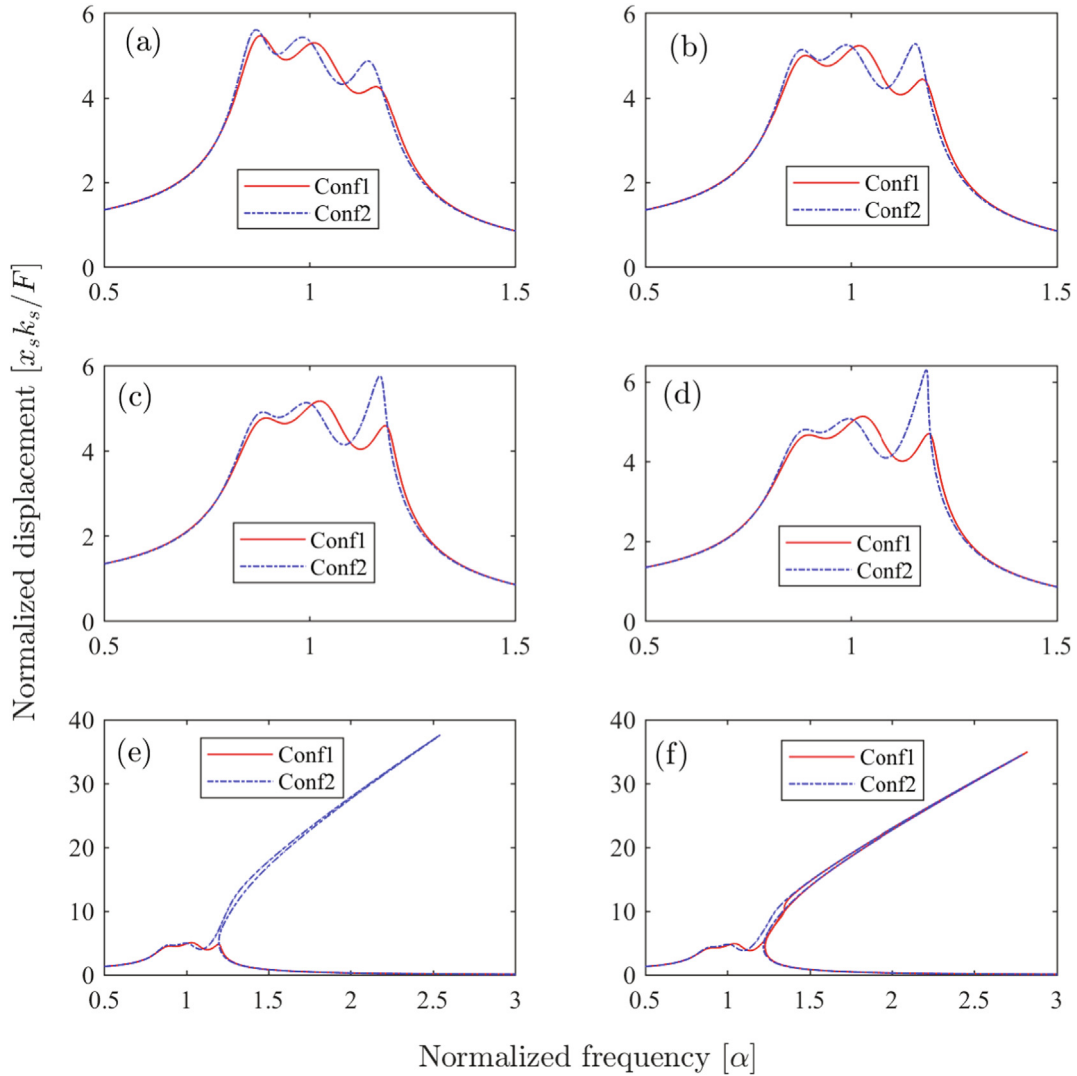 Normalized displacement [x_s k_s/F]
(a)
6
4
2
0
0.5 1 1.5
Conf1
Conf2
(b)
6
4
2
0
0.5 1 1.5
Conf1
Conf2
(c)
6
4
2
0
0.5 1 1.5
Conf1
Conf2
(d)
6
4
2
0
0.5 1 1.5
Conf1
Conf2
(e)
40
30
20
10
0
0.5 1 1.5 2 2.5 3
Conf1
Conf2
(f)
40
30
20
10
0
0.5 1 1.5 2 2.5 3
Conf1
Conf2
Normalized frequency [α]